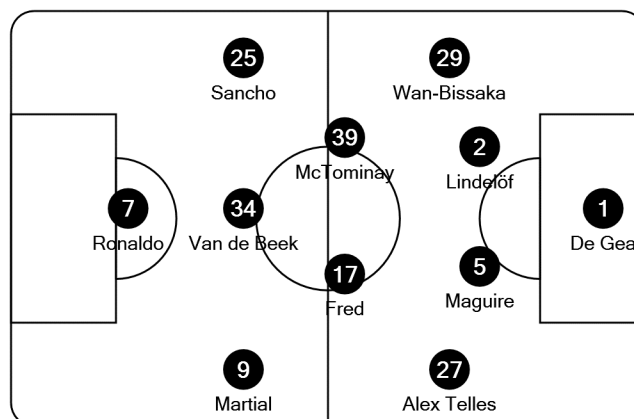 25
Sancho
29
Wan-Bissaka
39
McTominay
2
Lindelöf
7
Ronaldo
34
Van de Beek
1
De Gea
17
Fred
5
Maguire
9
Martial
27
Alex Telles